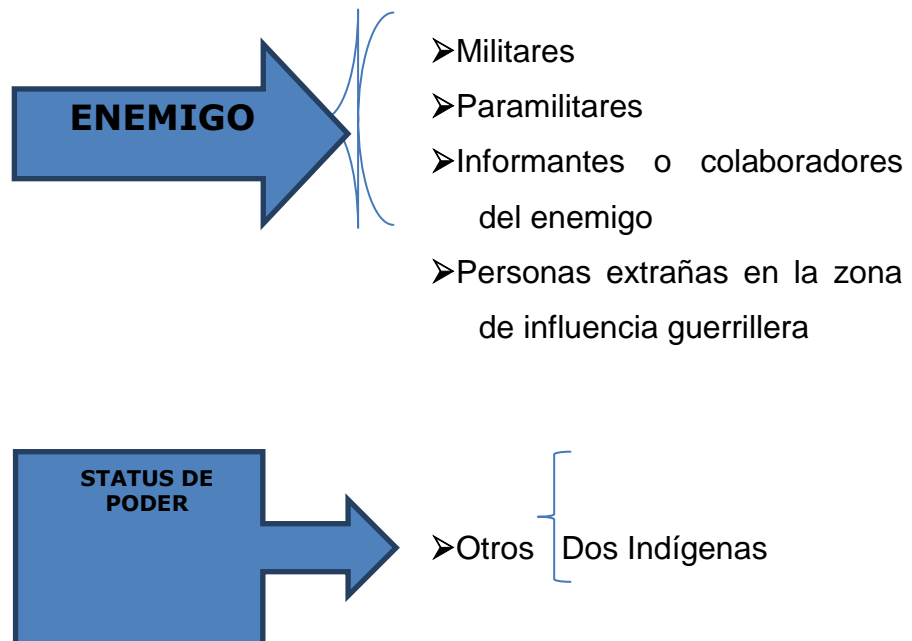 ENEMIGO
➤Militares
➤Paramilitares
➤Informantes o colaboradores
del enemigo
➤Personas extrañas en la zona
de influencia guerrillera
STATUS DE
PODER
➤Otros Dos Indígenas